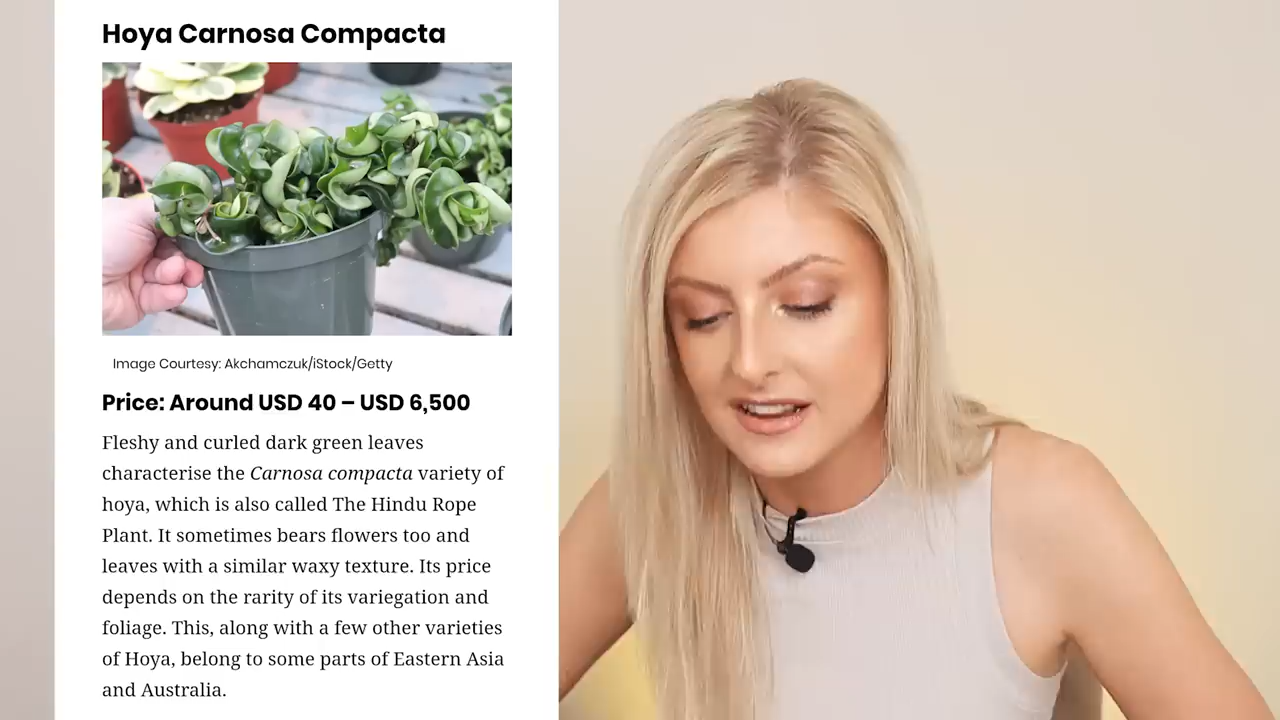 Hoya Carnosa Compacta
Image Courtesy: Akchamczuk/iStock/Getty
Price: Around USD 40 – USD 6,500
Fleshy and curled dark green leaves
characterise the Carnosa compacta variety of
hoya, which is also called The Hindu Rope
Plant. It sometimes bears flowers too and
leaves with a similar waxy texture. Its price
depends on the rarity of its variegation and
foliage. This, along with a few other varieties
of Hoya, belong to some parts of Eastern Asia
and Australia.